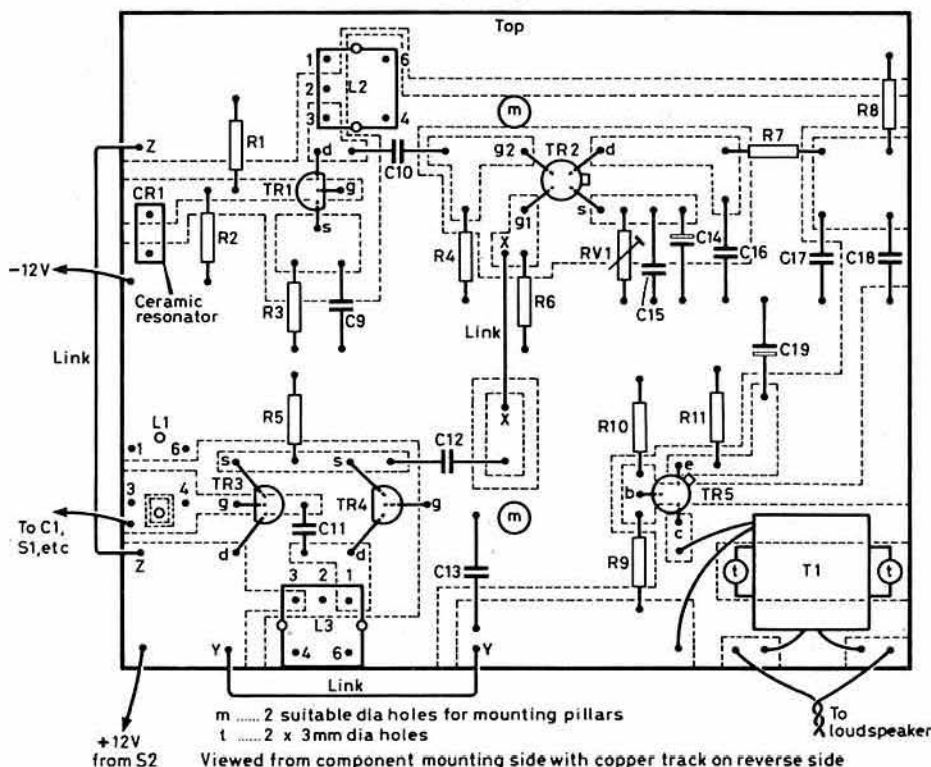 Top
1 6
L2
2
3 4
m
R8
R1
Z
d
C10
g2
TR2
d
R7
TR1
g
CR1
g1
s
s
R2
R4
X
RV1
C14
C16
C17
C18
-12V
Ceramic
resonator
R3
C9
R6
C15
Link
Link
C19
L1
R5
X
R10
R11
1 6
C12
s
s
e
3 4
TR3
TR4
b
TR5
g
g
m
To C1,
S1,etc
C11
c
Z
d
d
C13
R9
t
T1
t
3 2 1
L3
Y
4 6
Y
Link
To
loudspeaker
m ...... 2 suitable dia holes for mounting pillars
t ...... 2 x 3mm dia holes
+12V
from S2
Viewed from component mounting side with copper track on reverse side